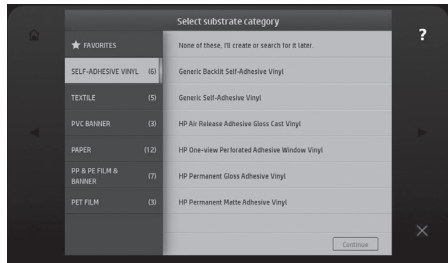 Select substrate category
?
FAVORITES
SELF-ADHESIVE VINYL (6)
TEXTILE (5)
PVC BANNER (3)
PAPER (12)
PP & PE FILM &
BANNER (7)
PET FILM (3)
None of these, I'll create or search for it later.
Generic Backlit Self-Adhesive Vinyl
Generic Self-Adhesive Vinyl
HP Air Release Adhesive Gloss Cast Vinyl
HP One-view Perforated Adhesive Window Vinyl
HP Permanent Gloss Adhesive Vinyl
HP Permanent Matte Adhesive Vinyl
Continue